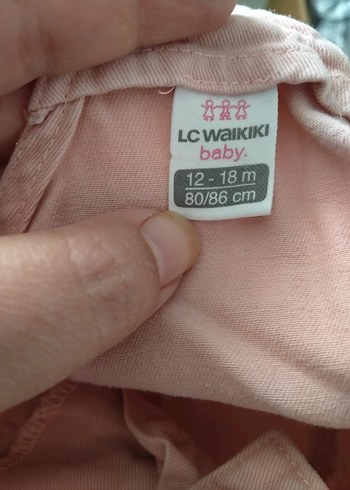 LC WAIKIKI
baby.
12 - 18 m
80/86 cm